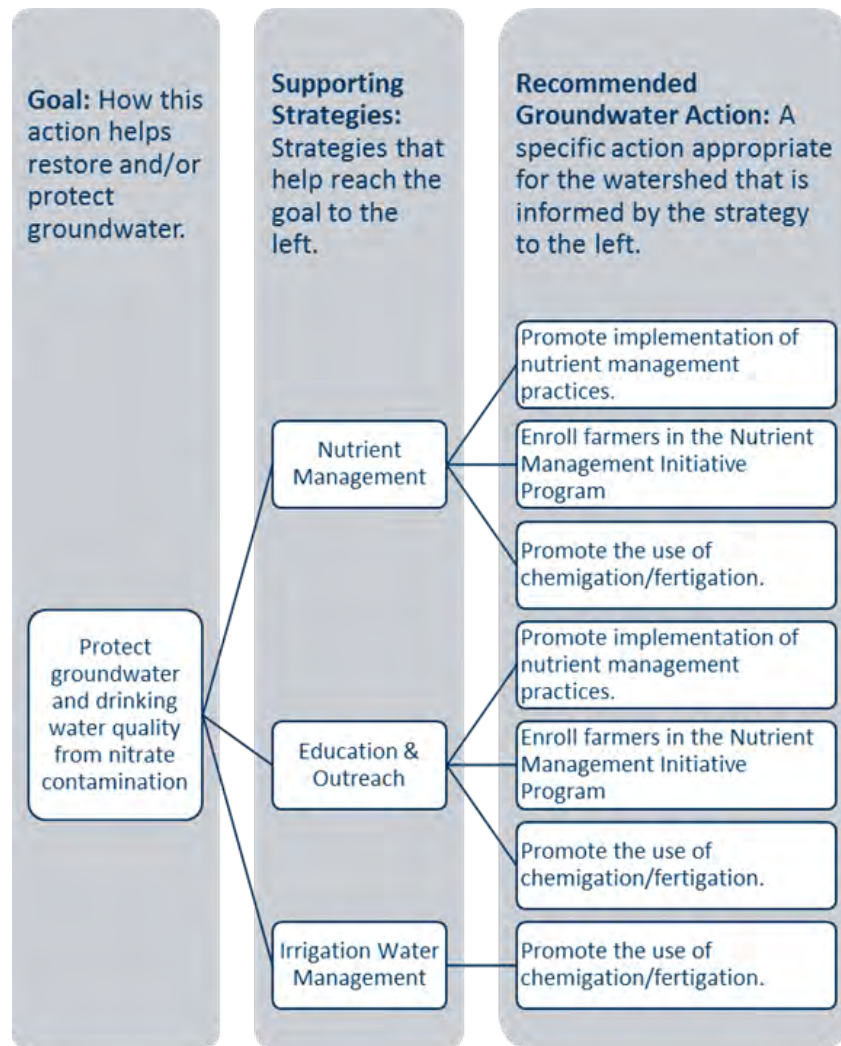 Goal: How this
action helps
restore and/or
protect
groundwater.
Supporting
Strategies:
Strategies that
help reach the
goal to the
left.
Recommended
Groundwater Action: A
specific action appropriate
for the watershed that is
informed by the strategy
to the left.
Protect
groundwater
and drinking
water quality
from nitrate
contamination
Nutrient
Management
Promote implementation of
nutrient management
practices.
Enroll farmers in the Nutrient
Management Initiative
Program
Promote the use of
chemigation/fertigation.
Education &
Outreach
Promote implementation of
nutrient management
practices.
Enroll farmers in the Nutrient
Management Initiative
Program
Promote the use of
chemigation/fertigation.
Irrigation Water
Management
Promote the use of
chemigation/fertigation.